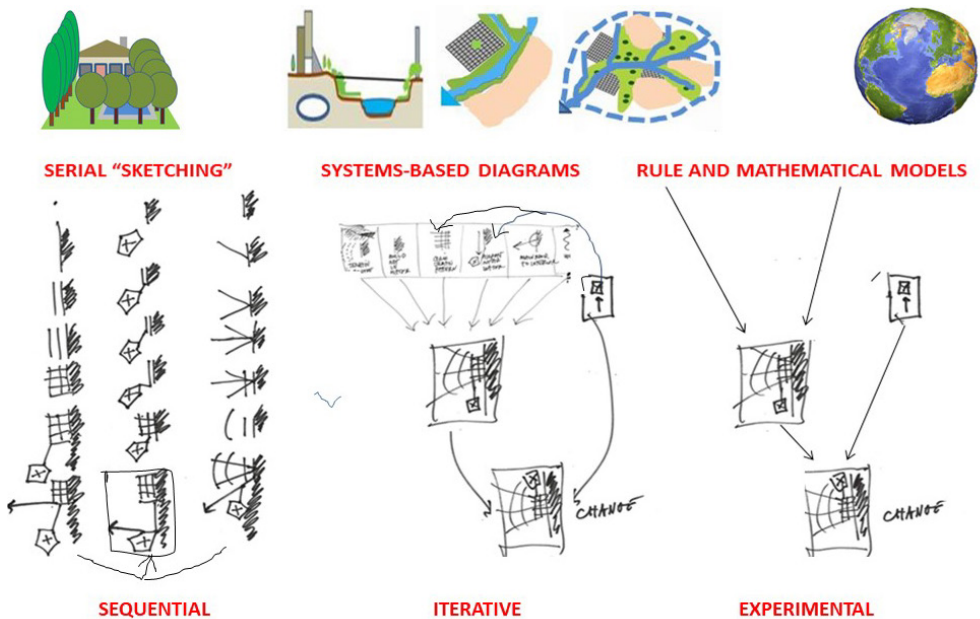 SERIAL “SKETCHING”
SYSTEMS-BASED DIAGRAMS
RULE AND MATHEMATICAL MODELS
CHANGE
CHANGE
SEQUENTIAL
ITERATIVE
EXPERIMENTAL